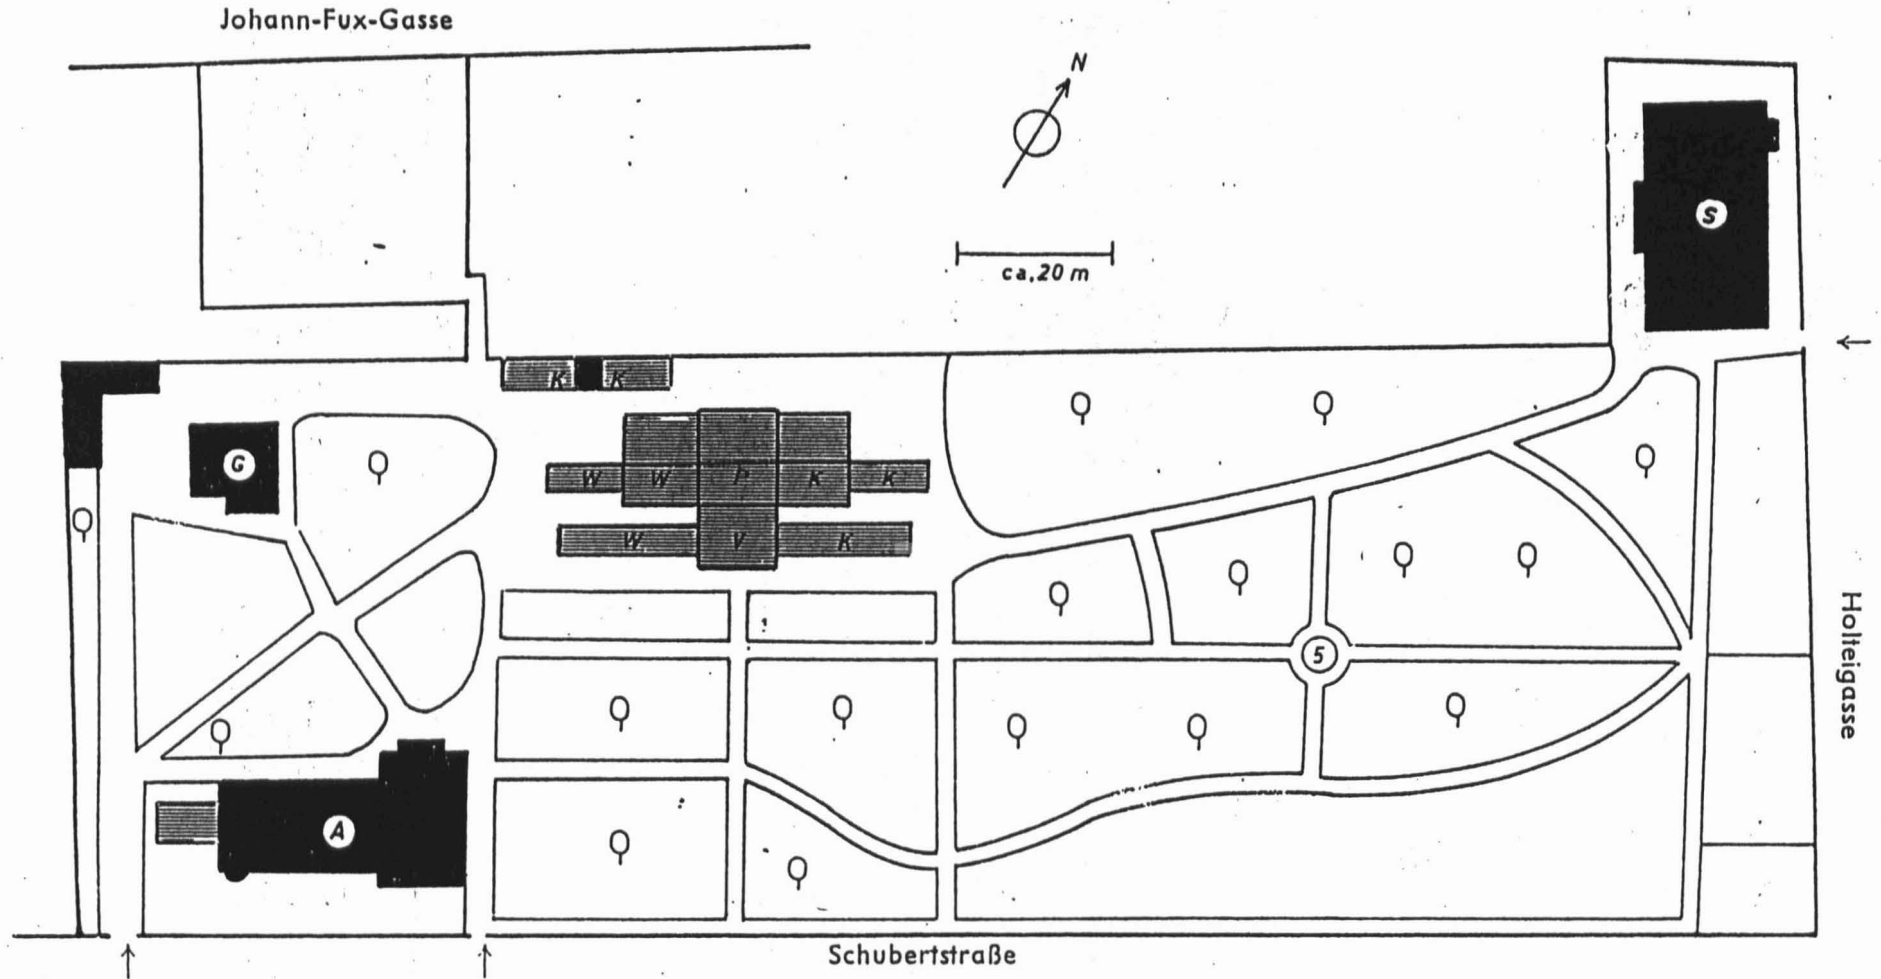 Johann-Fux-Gasse
N
S
ca, 20 m
K K
G
W W P K K
W V K
5
Holteigasse
A
Schubertstraße